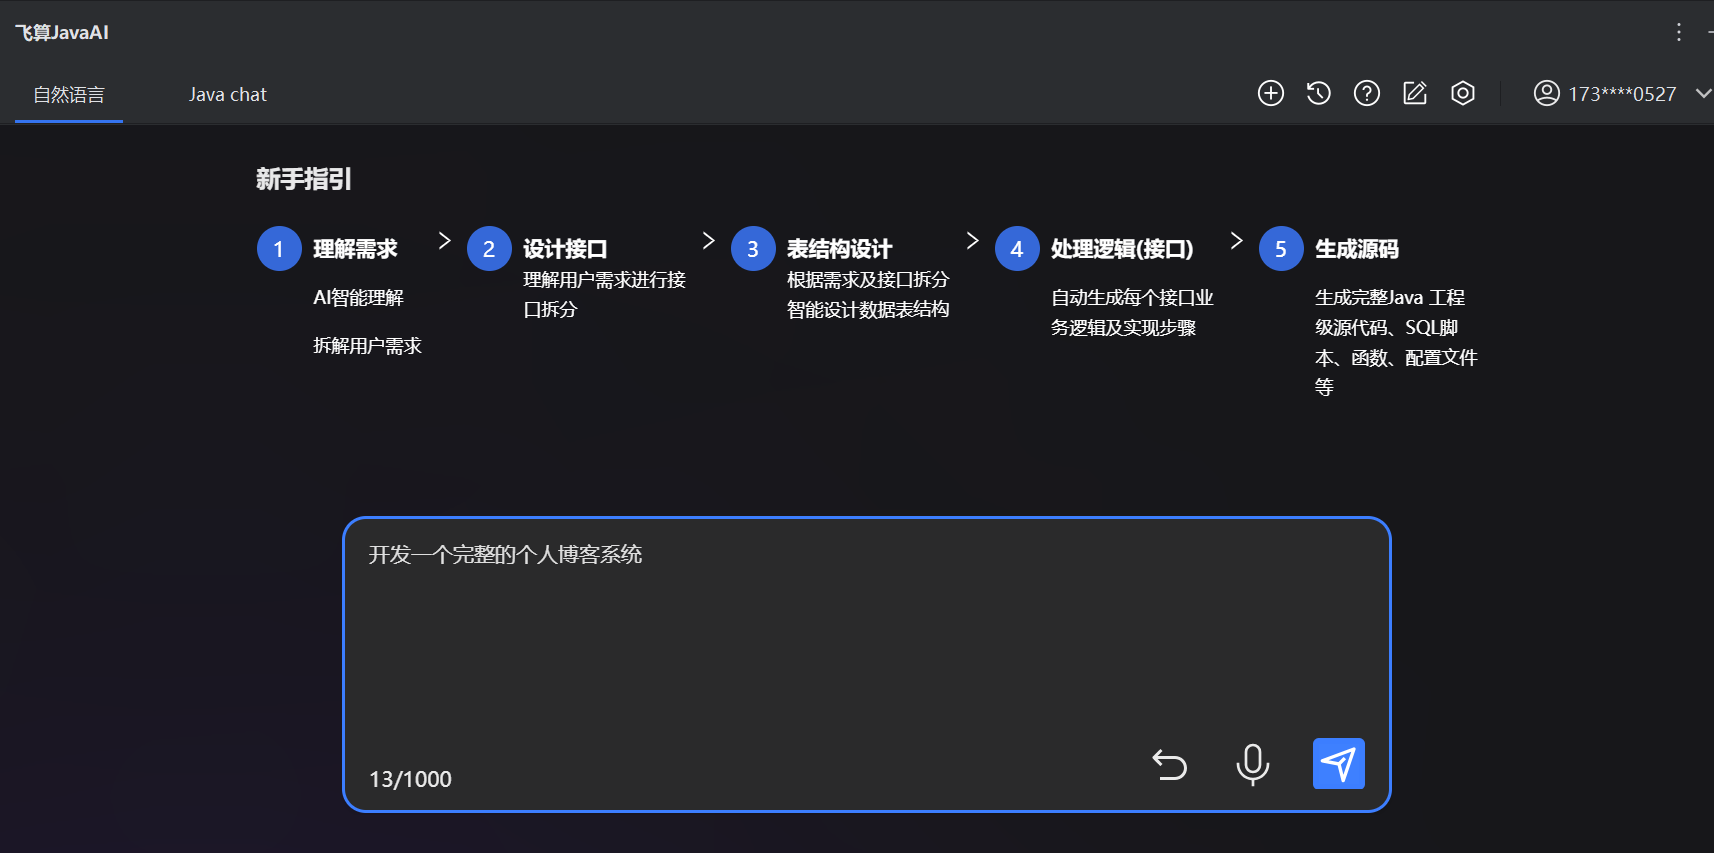 飞算JavaAI
自然语言
Java chat
173****0527
新手指引
1 理解需求
AI智能理解
拆解用户需求
2 设计接口
理解用户需求进行接
口拆分
3 表结构设计
根据需求及接口拆分
智能设计数据表结构
4 处理逻辑(接口)
自动生成每个接口业
务逻辑及实现步骤
5 生成源码
生成完整Java 工程
级源代码、SQL脚
本、函数、配置文件
等
开发一个完整的个人博客系统
13/1000